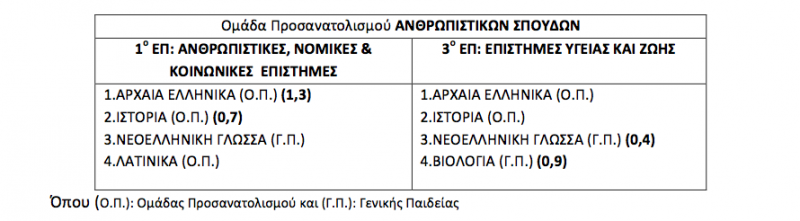 Ομάδα Προσανατολισμού ΑΝΘΡΩΠΙΣΤΙΚΩΝ ΣΠΟΥΔΩΝ
1ο ΕΠ: ΑΝΘΡΩΠΙΣΤΙΚΕΣ, ΝΟΜΙΚΕΣ &
ΚΟΙΝΩΝΙΚΕΣ ΕΠΙΣΤΗΜΕΣ
3ο ΕΠ: ΕΠΙΣΤΗΜΕΣ ΥΓΕΙΑΣ ΚΑΙ ΖΩΗΣ
1.ΑΡΧΑΙΑ ΕΛΛΗΝΙΚΑ (Ο.Π.) (1,3)
2.ΙΣΤΟΡΙΑ (Ο.Π.) (0,7)
3.ΝΕΟΕΛΛΗΝΙΚΗ ΓΛΩΣΣΑ (Γ.Π.)
4.ΛΑΤΙΝΙΚΑ (Ο.Π.)
1.ΑΡΧΑΙΑ ΕΛΛΗΝΙΚΑ (Ο.Π.)
2.ΙΣΤΟΡΙΑ (Ο.Π.)
3.ΝΕΟΕΛΛΗΝΙΚΗ ΓΛΩΣΣΑ (Γ.Π.) (0,4)
4.ΒΙΟΛΟΓΙΑ (Γ.Π.) (0,9)
Όπου (Ο.Π.): Ομάδας Προσανατολισμού και (Γ.Π.): Γενικής Παιδείας